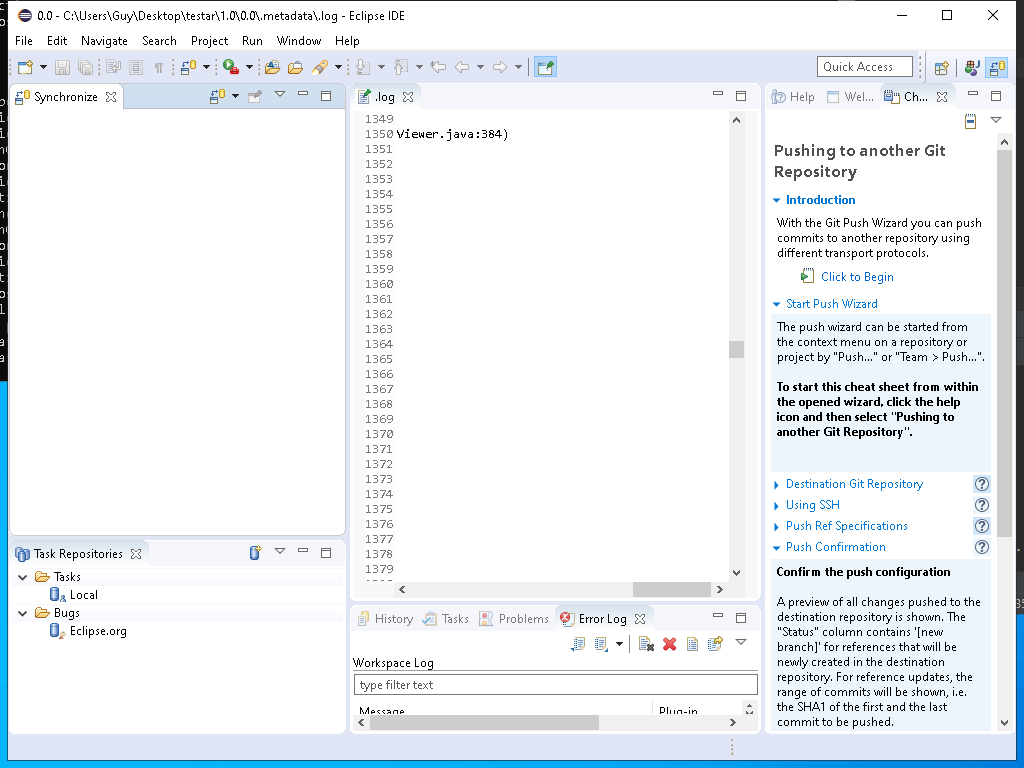 0.0 - C:\Users\Guy\Desktop\testar\1.0\0.0\.metadata\.log - Eclipse IDE
File Edit Navigate Search Project Run Window Help
Quick Access
Synchronize
.log
1349
1350 Viewer.java:384)
1351
1352
1353
1354
1355
1356
1357
1358
1359
1360
1361
1362
1363
1364
1365
1366
1367
1368
1369
1370
1371
1372
1373
1374
1375
1376
1377
1378
1379
Help Wel... Ch...
Pushing to another Git
Repository
Introduction
With the Git Push Wizard you can push
commits to another repository using
different transport protocols.
Click to Begin
Start Push Wizard
The push wizard can be started from
the context menu on a repository or
project by "Push..." or "Team > Push...".
To start this cheat sheet from within
the opened wizard, click the help
icon and then select "Pushing to
another Git Repository".
Destination Git Repository
Using SSH
Push Ref Specifications
Push Confirmation
Confirm the push configuration
A preview of all changes pushed to the
destination repository is shown. The
"Status" column contains '[new
branch]' for references that will be
newly created in the destination
repository. For reference updates, the
range of commits will be shown, i.e.
the SHA1 of the first and the last
commit to be pushed.
Task Repositories
Tasks
Local
Bugs
Eclipse.org
History Tasks Problems Error Log
Workspace Log
type filter text
Message Plug-in